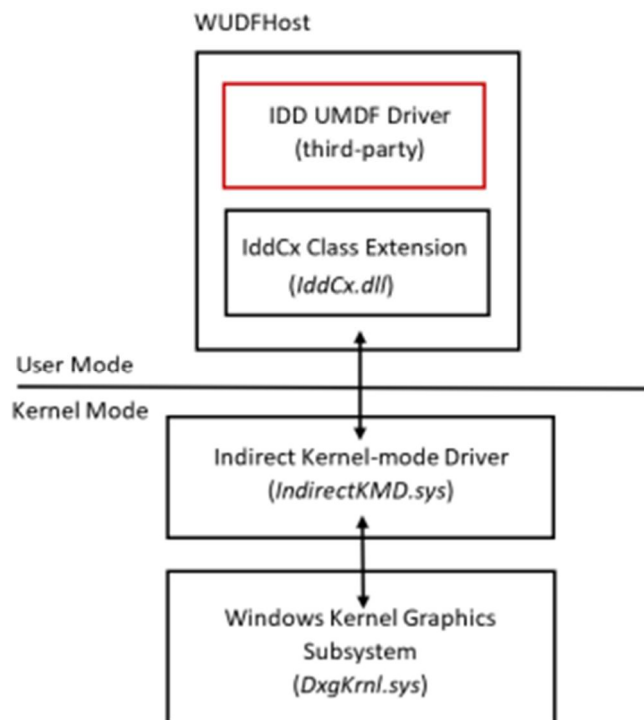 WUDFHost
IDD UMDF Driver
(third-party)
IddCx Class Extension
(IddCx.dll)
User Mode
Kernel Mode
Indirect Kernel-mode Driver
(IndirectKMD.sys)
Windows Kernel Graphics
Subsystem
(DxgKrnl.sys)